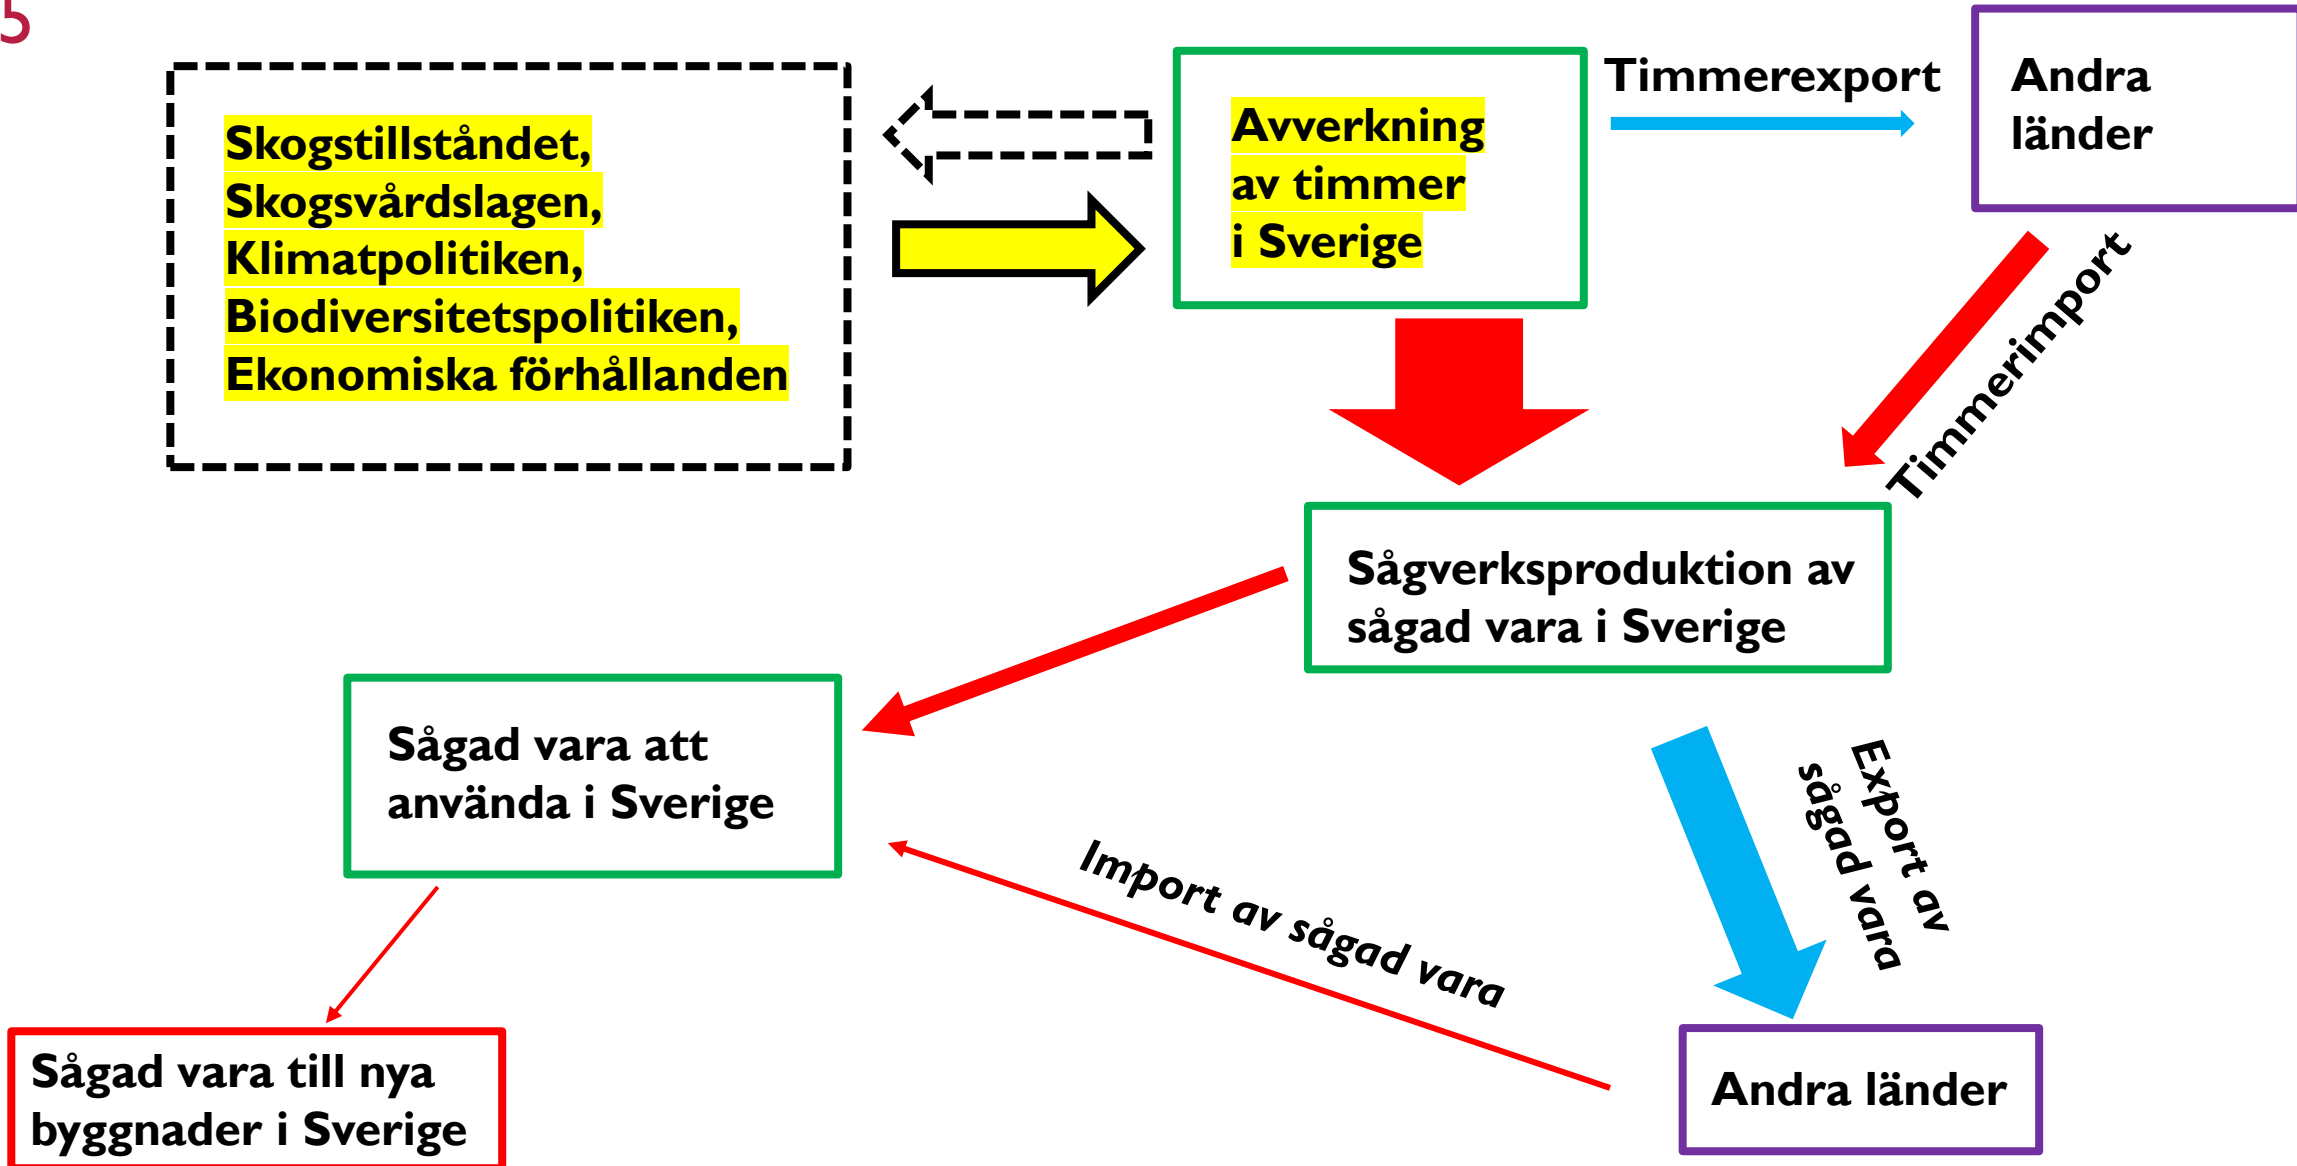 5
Skogstillståndet,
Skogsvårdslagen,
Klimatpolitiken,
Biodiversitetspolitiken,
Ekonomiska förhållanden
Avverkning
av timmer
i Sverige
Timmerexport
Andra
länder
Timmerimport
Sågverksproduktion av
sågad vara i Sverige
Sågad vara att
använda i Sverige
Export av
sågad vara
Import av sågad vara
Sågad vara till nya
byggnader i Sverige
Andra länder